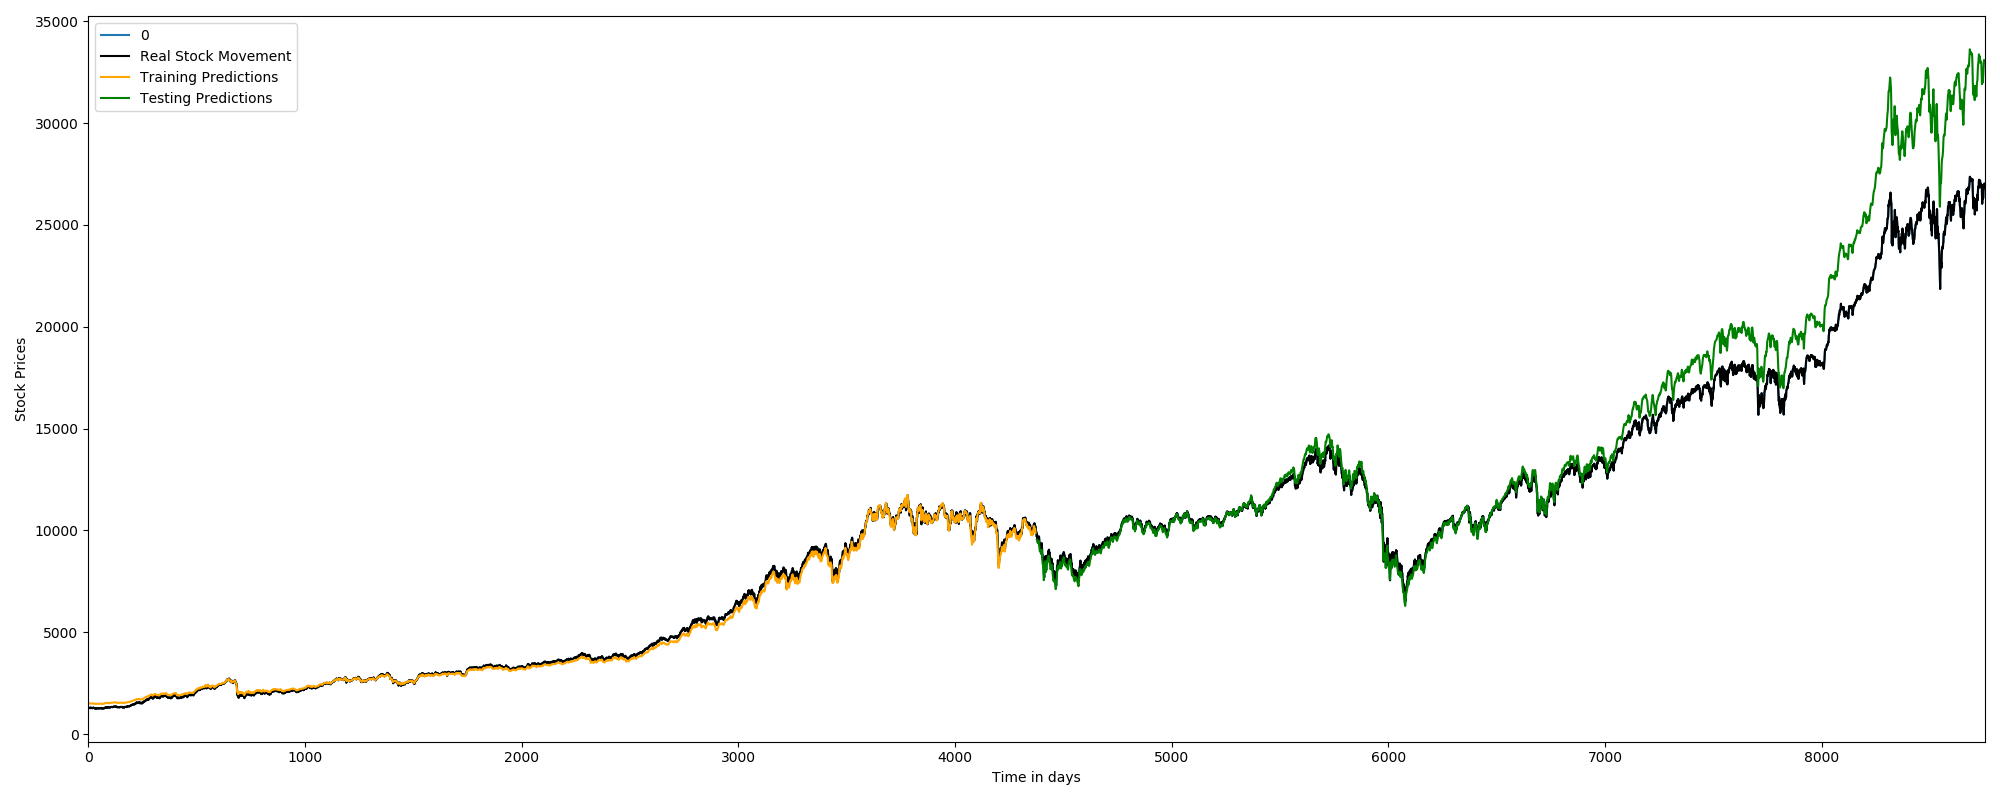 35000
30000
25000
20000
15000
10000
5000
0
Stock Prices
0
Real Stock Movement
Training Predictions
Testing Predictions
0 1000 2000 3000 4000 5000 6000 7000 8000
Time in days